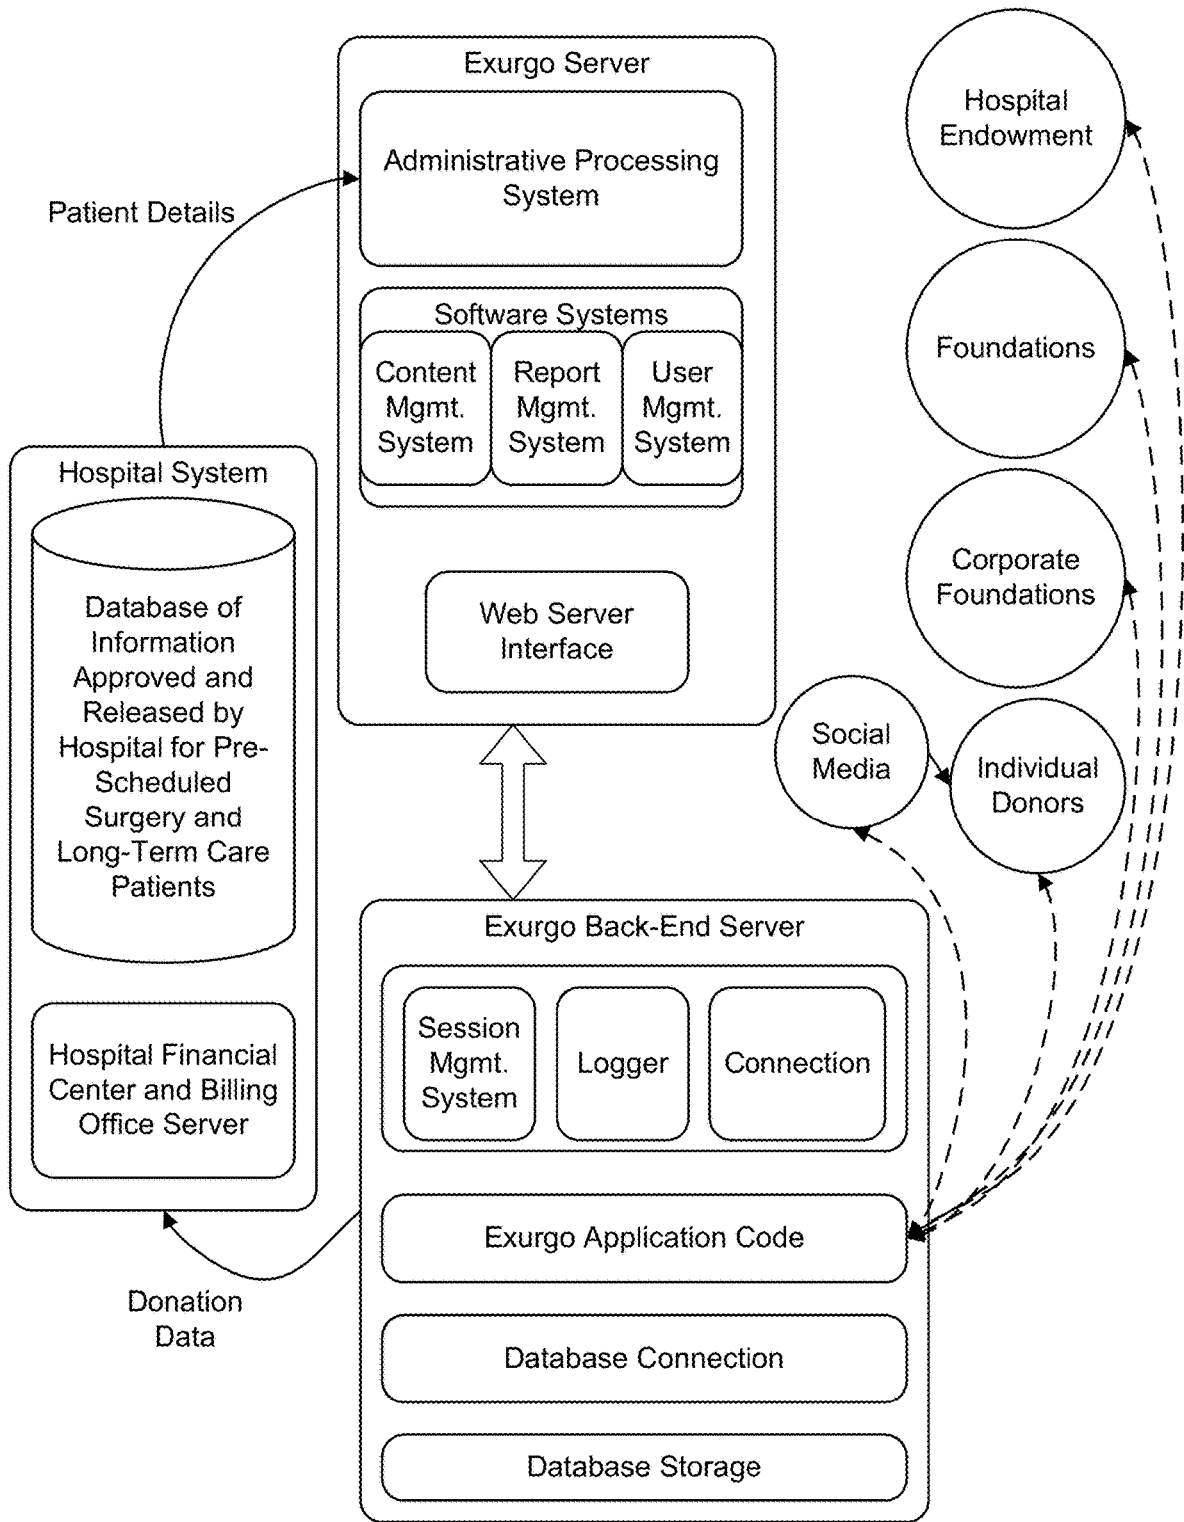 Exurgo Server
Administrative Processing
System
Patient Details
Software Systems
Content
Mgmt.
System
Report
Mgmt.
System
User
Mgmt.
System
Web Server
Interface
Hospital System
Database of
Information
Approved and
Released by
Hospital for Pre-
Scheduled
Surgery and
Long-Term Care
Patients
Hospital Financial
Center and Billing
Office Server
Donation
Data
Hospital
Endowment
Foundations
Corporate
Foundations
Social
Media
Individual
Donors
Exurgo Back-End Server
Session
Mgmt.
System
Logger
Connection
Exurgo Application Code
Database Connection
Database Storage